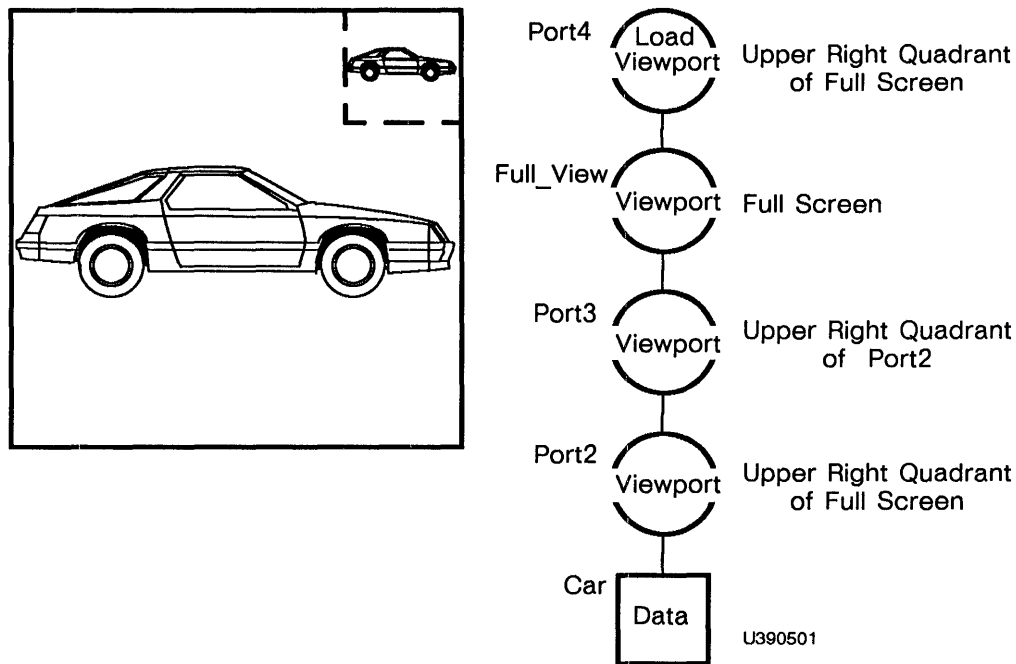 Port4
Load
Viewport
Upper Right Quadrant
of Full Screen
Full_View
Viewport
Full Screen
Port3
Viewport
Upper Right Quadrant
of Port2
Port2
Viewport
Upper Right Quadrant
of Full Screen
Car
Data
U390501